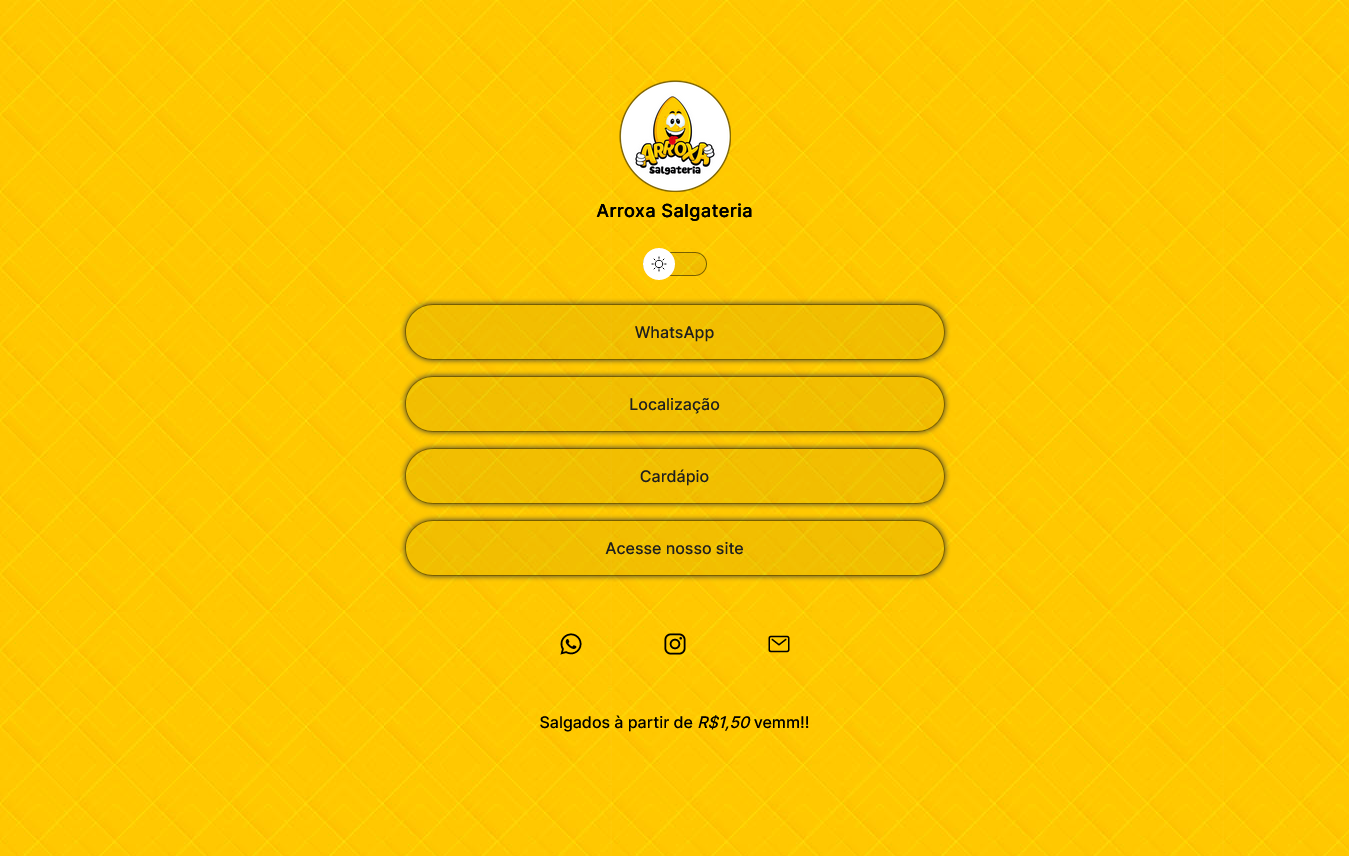 ARROXA
Salgateria
Arroxa Salgateria
WhatsApp
Localização
Cardápio
Acesse nosso site
Salgados à partir de R$1,50 vemm!!